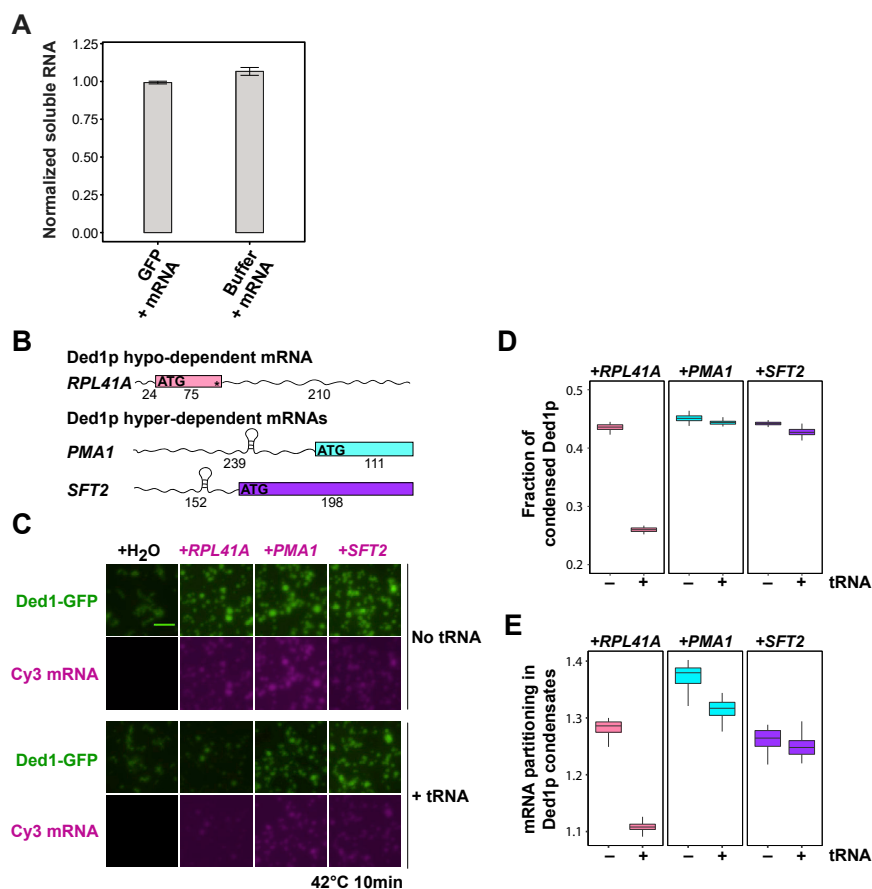 A
Normalized soluble RNA
1.25
1.00
0.75
0.50
0.25
0.00
GFP
+ mRNA
Buffer
+ mRNA
B
Ded1p hypo-dependent mRNA
RPL41A
ATG
*
24
75
210
Ded1p hyper-dependent mRNAs
PMA1
ATG
239
111
SFT2
ATG
152
198
C
+H2O
+RPL41A
+PMA1
+SFT2
Ded1-GFP
Cy3 mRNA
No tRNA
Ded1-GFP
Cy3 mRNA
+ tRNA
42°C 10min
D
+RPL41A
+PMA1
+SFT2
Fraction of
condensed Ded1p
0.5
0.4
0.3
0.2
– + – + – + tRNA
E
+RPL41A
+PMA1
+SFT2
mRNA partitioning in
Ded1p condensates
1.4
1.3
1.2
1.1
– + – + – + tRNA